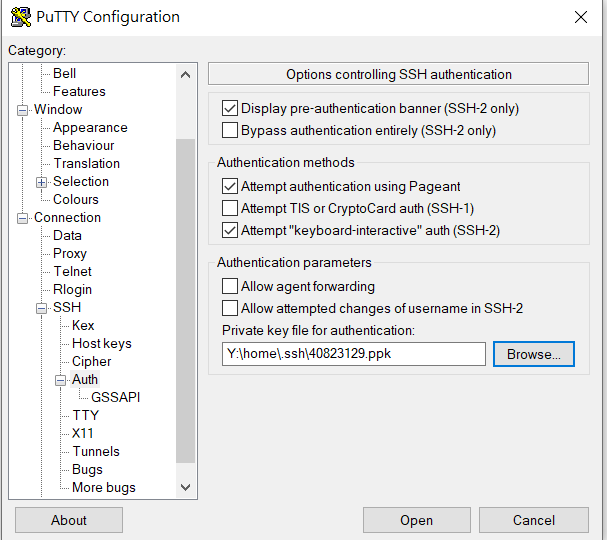 PuTTY Configuration
Category:
Bell
Features
Window
Appearance
Behaviour
Translation
Selection
Colours
Connection
Data
Proxy
Telnet
Rlogin
SSH
Kex
Host keys
Cipher
Auth
GSSAPI
TTY
X11
Tunnels
Bugs
More bugs
Options controlling SSH authentication
Display pre-authentication banner (SSH-2 only)
Bypass authentication entirely (SSH-2 only)
Authentication methods
Attempt authentication using Pageant
Attempt TIS or CryptoCard auth (SSH-1)
Attempt "keyboard-interactive" auth (SSH-2)
Authentication parameters
Allow agent forwarding
Allow attempted changes of username in SSH-2
Private key file for authentication:
Y:\home\.ssh\40823129.ppk
Browse...
About
Open
Cancel